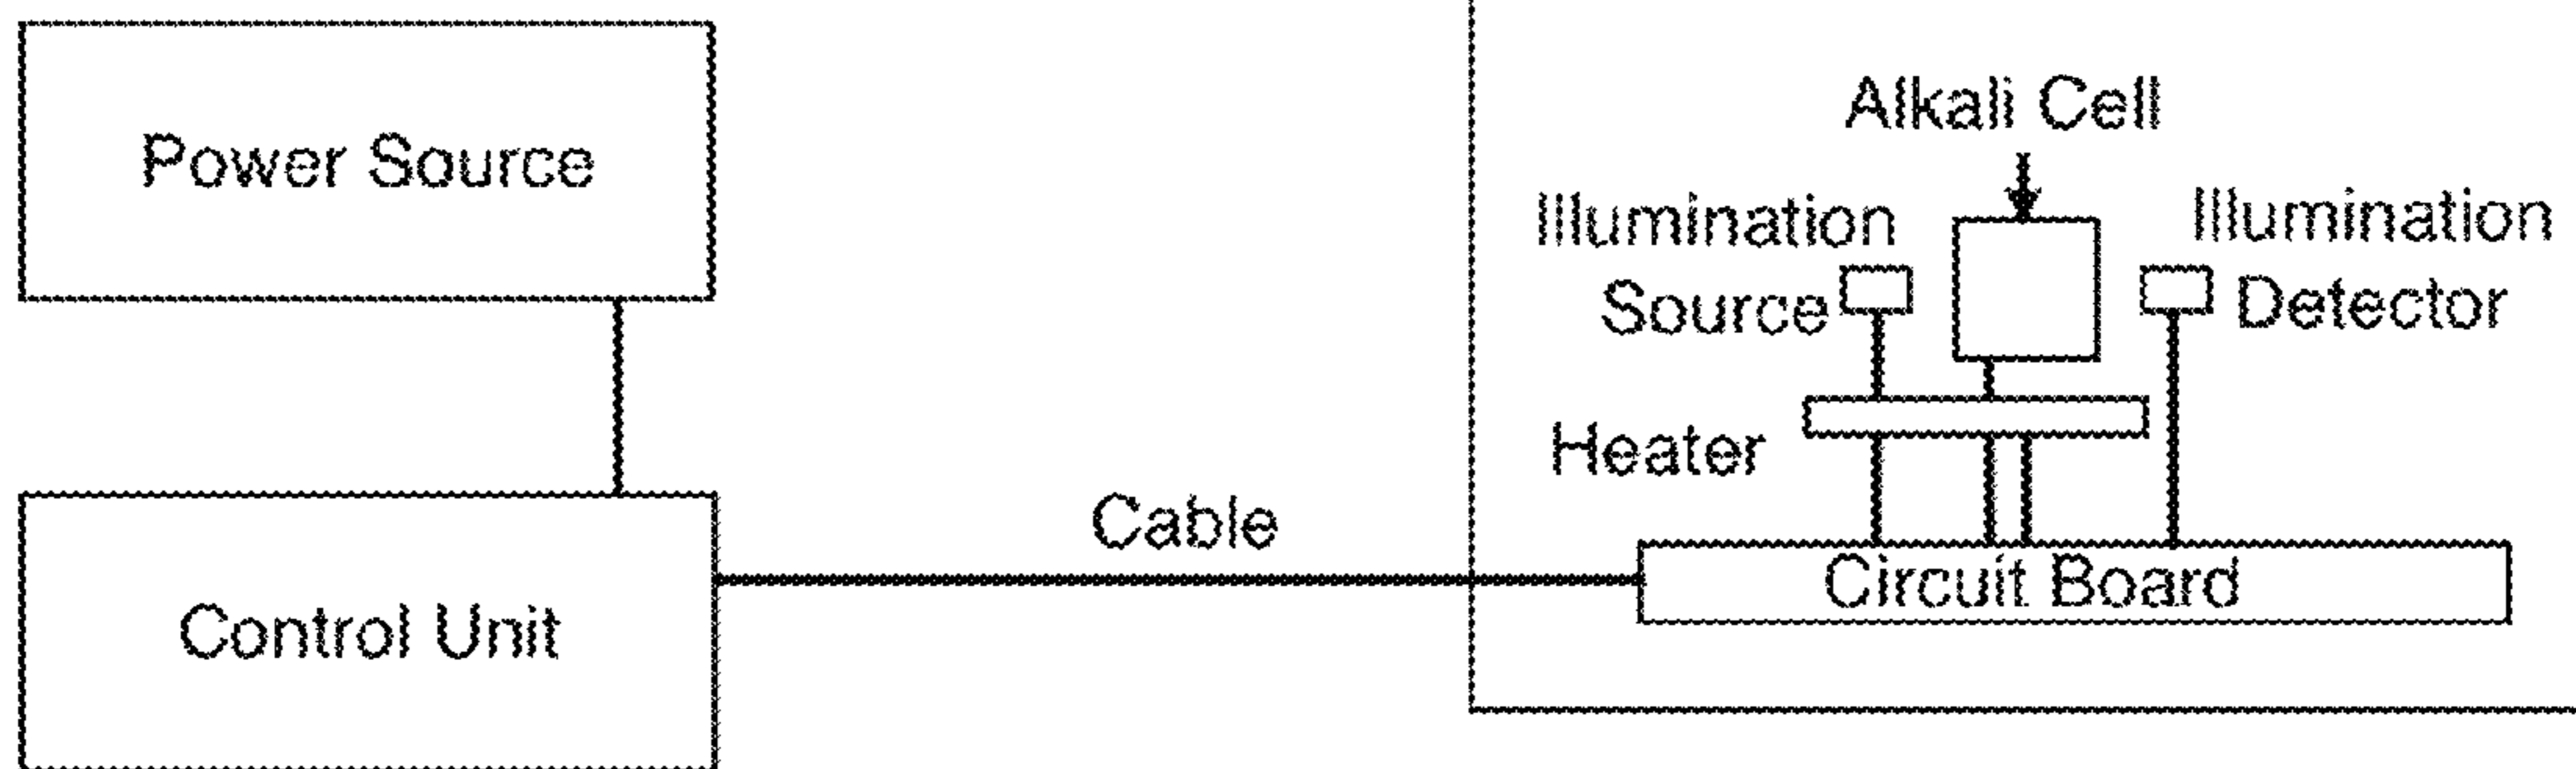 Power Source
Control Unit
Cable
Alkali Cell
Illumination
Source
Illumination
Detector
Heater
Circuit Board